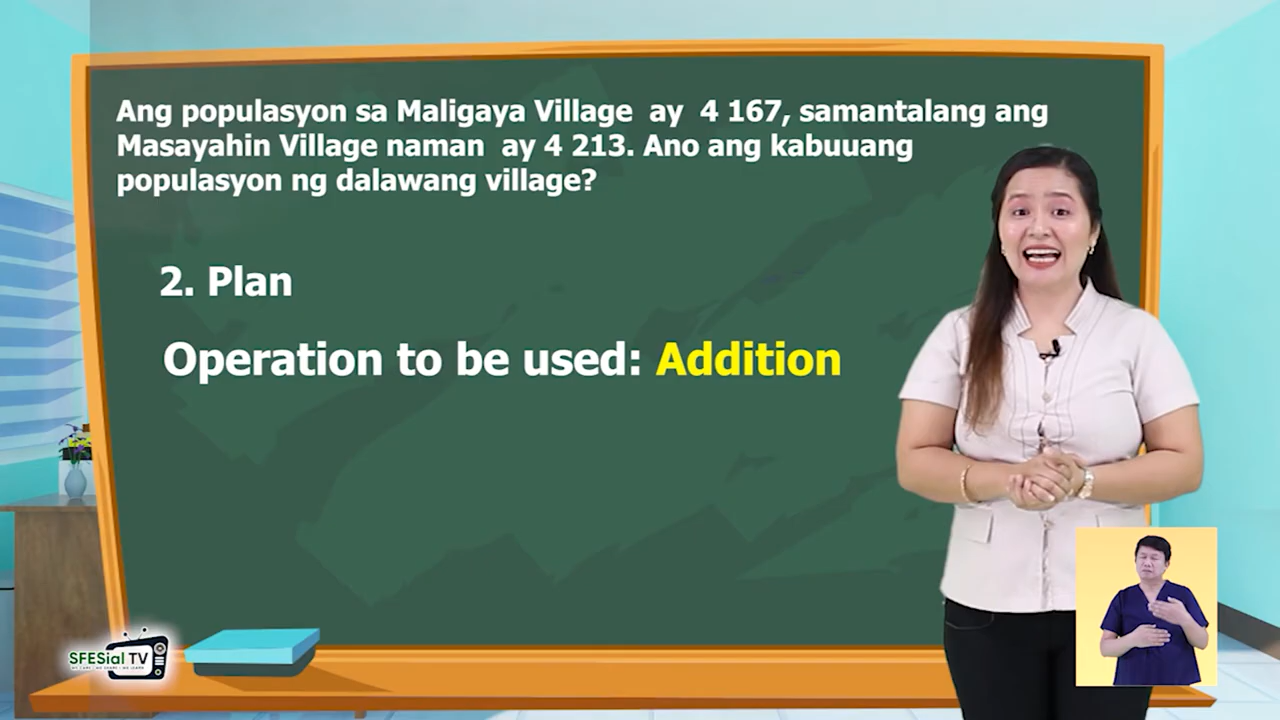 Ang populasyon sa Maligaya Village ay 4 167, samantalang ang
Masayahin Village naman ay 4 213. Ano ang kabuuang
populasyon ng dalawang village?
2. Plan
Operation to be used: Addition
SFESial TV